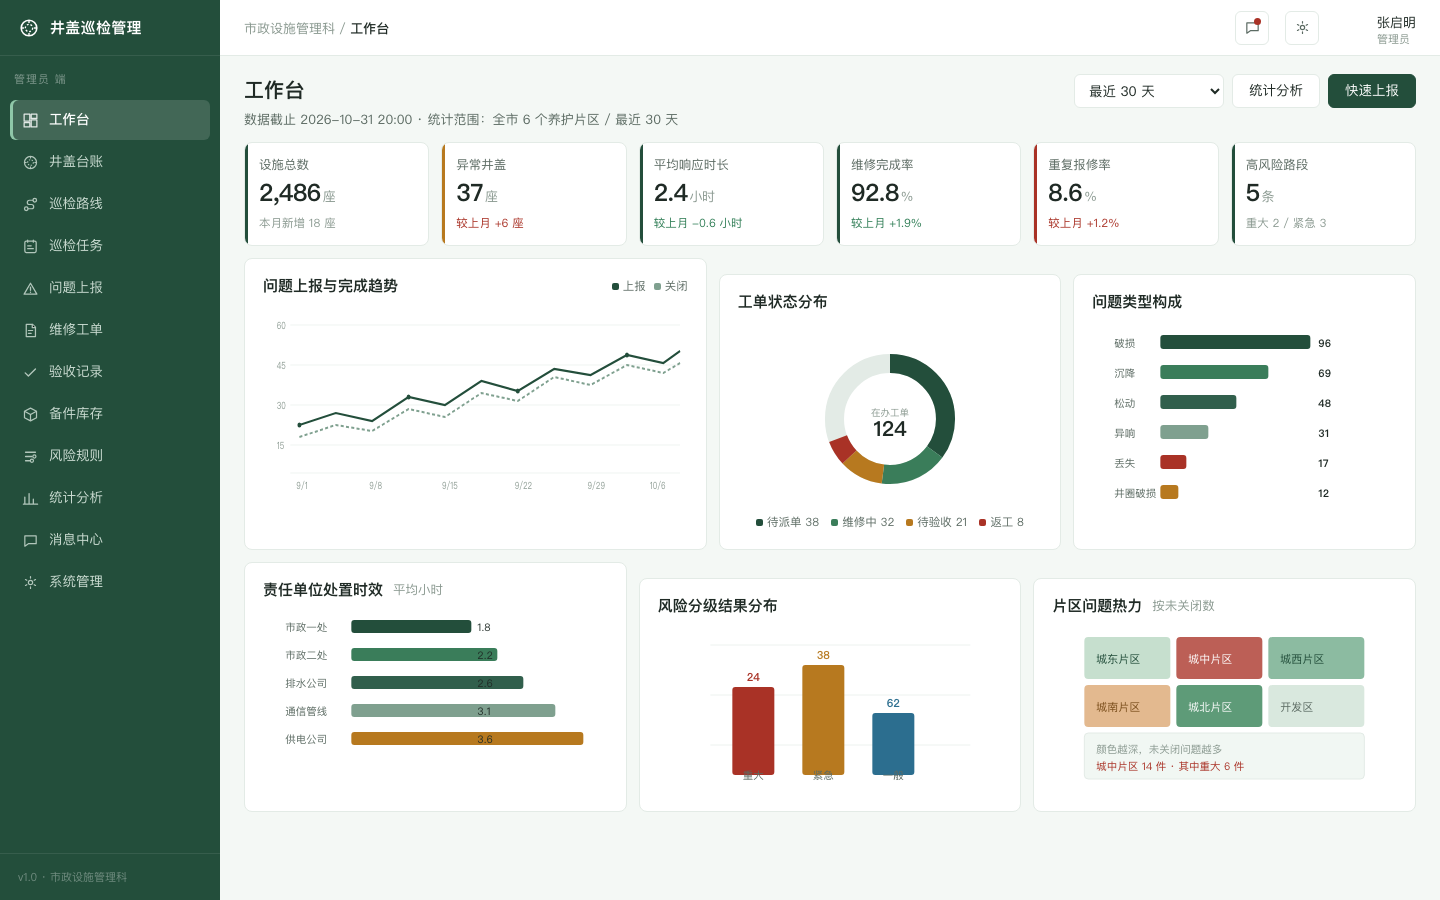 井盖巡检管理
管理员 端
工作台
井盖台账
巡检路线
巡检任务
问题上报
维修工单
验收记录
备件库存
风险规则
统计分析
消息中心
系统管理
v1.0 · 市政设施管理科
市政设施管理科 / 工作台
张启明
管理员
工作台
数据截止 2026-10-31 20:00 · 统计范围：全市 6 个养护片区 / 最近 30 天
最近 30 天
统计分析
快速上报
设施总数
2,486座
本月新增 18 座
异常井盖
37座
较上月 +6 座
平均响应时长
2.4小时
较上月 -0.6 小时
维修完成率
92.8%
较上月 +1.9%
重复报修率
8.6%
较上月 +1.2%
高风险路段
5条
重大 2 / 紧急 3
问题上报与完成趋势
上报 关闭
60
45
30
15
9/1 9/8 9/15 9/22 9/29 10/6
工单状态分布
在办工单
124
待派单 38 维修中 32 待验收 21 返工 8
问题类型构成
破损 96
沉降 69
松动 48
异响 31
丢失 17
井圈破损 12
责任单位处置时效 平均小时
市政一处 1.8
市政二处 2.2
排水公司 2.6
通信管线 3.1
供电公司 3.6
风险分级结果分布
24
38
62
重大 紧急 一般
片区问题热力 按未关闭数
城东片区 城中片区 城西片区
城南片区 城北片区 开发区
颜色越深，未关闭问题越多
城中片区 14 件 · 其中重大 6 件